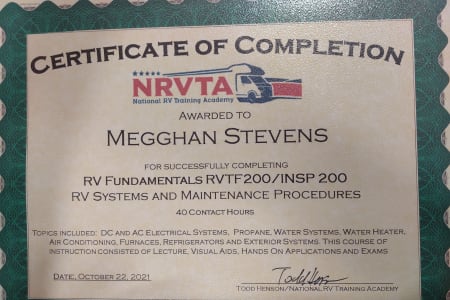 CERTIFICATE OF COMPLETION
NRVTA
National RV Training Academy
AWARDED TO
MEGGHAN STEVENS
FOR SUCCESSFULLY COMPLETING
RV FUNDAMENTALS RVTF200/INSP 200
RV SYSTEMS AND MAINTENANCE PROCEDURES
40 CONTACT HOURS
TOPICS INCLUDED: DC AND AC ELECTRICAL SYSTEMS, PROPANE, WATER SYSTEMS, WATER HEATER,
AIR CONDITIONING, FURNACES, REFRIGERATORS AND EXTERIOR SYSTEMS. THIS COURSE OF
INSTRUCTION CONSISTED OF LECTURE, VISUAL AIDS, HANDS ON APPLICATIONS AND EXAMS
DATE, OCTOBER 22, 2021
Todd Henson
TODD HENSON/NATIONAL RV TRAINING ACADEMY